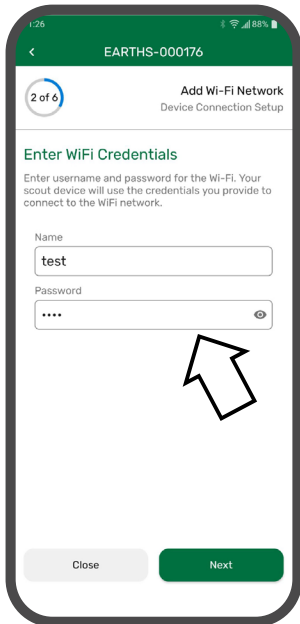 1:26 88%
EARTHS-000176
2 of 6
Add Wi-Fi Network
Device Connection Setup
Enter WiFi Credentials
Enter username and password for the Wi-Fi. Your
scout device will use the credentials you provide to
connect to the WiFi network.
Name
test
Password
••••
Close Next